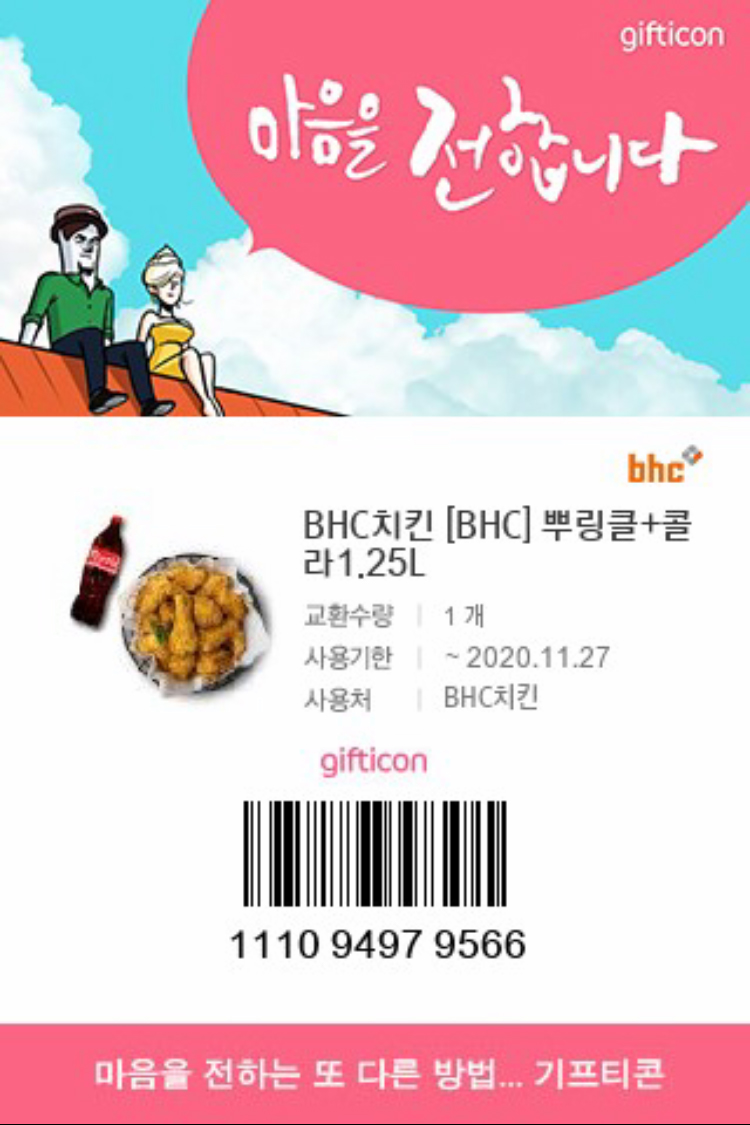 gifticon
마음을 전합니다
bhc
BHC치킨 [BHC] 뿌링클+콜
라1.25L
교환수량 | 1 개
사용기한 | ~ 2020.11.27
사용처 | BHC치킨
gifticon
1110 9497 9566
마음을 전하는 또 다른 방법... 기프티콘